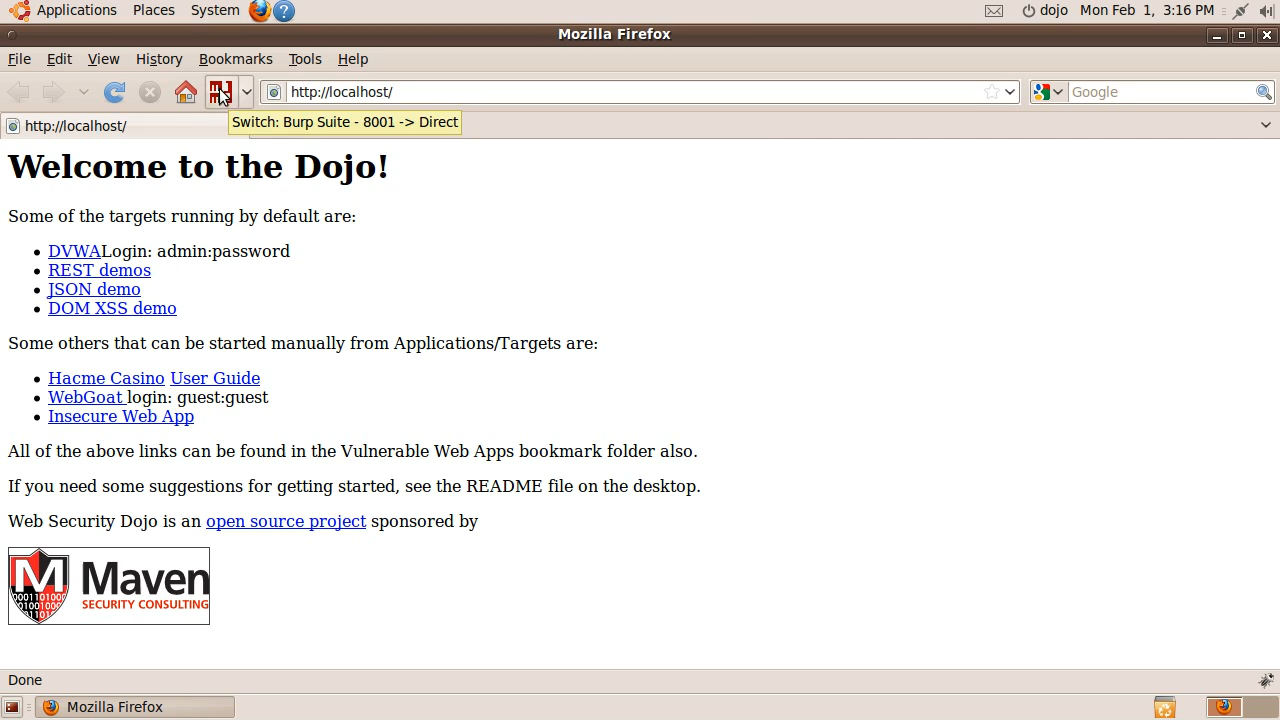 Applications Places System dojo Mon Feb 1, 3:16 PM
Mozilla Firefox
File Edit View History Bookmarks Tools Help
http://localhost/ Google
http://localhost/
Switch: Burp Suite - 8001 -> Direct
Welcome to the Dojo!
Some of the targets running by default are:
DVWALogin: admin:password
REST demos
JSON demo
DOM XSS demo
Some others that can be started manually from Applications/Targets are:
Hacme Casino User Guide
WebGoat login: guest:guest
Insecure Web App
All of the above links can be found in the Vulnerable Web Apps bookmark folder also.
If you need some suggestions for getting started, see the README file on the desktop.
Web Security Dojo is an open source project sponsored by
M Maven
SECURITY CONSULTING
Done
Mozilla Firefox